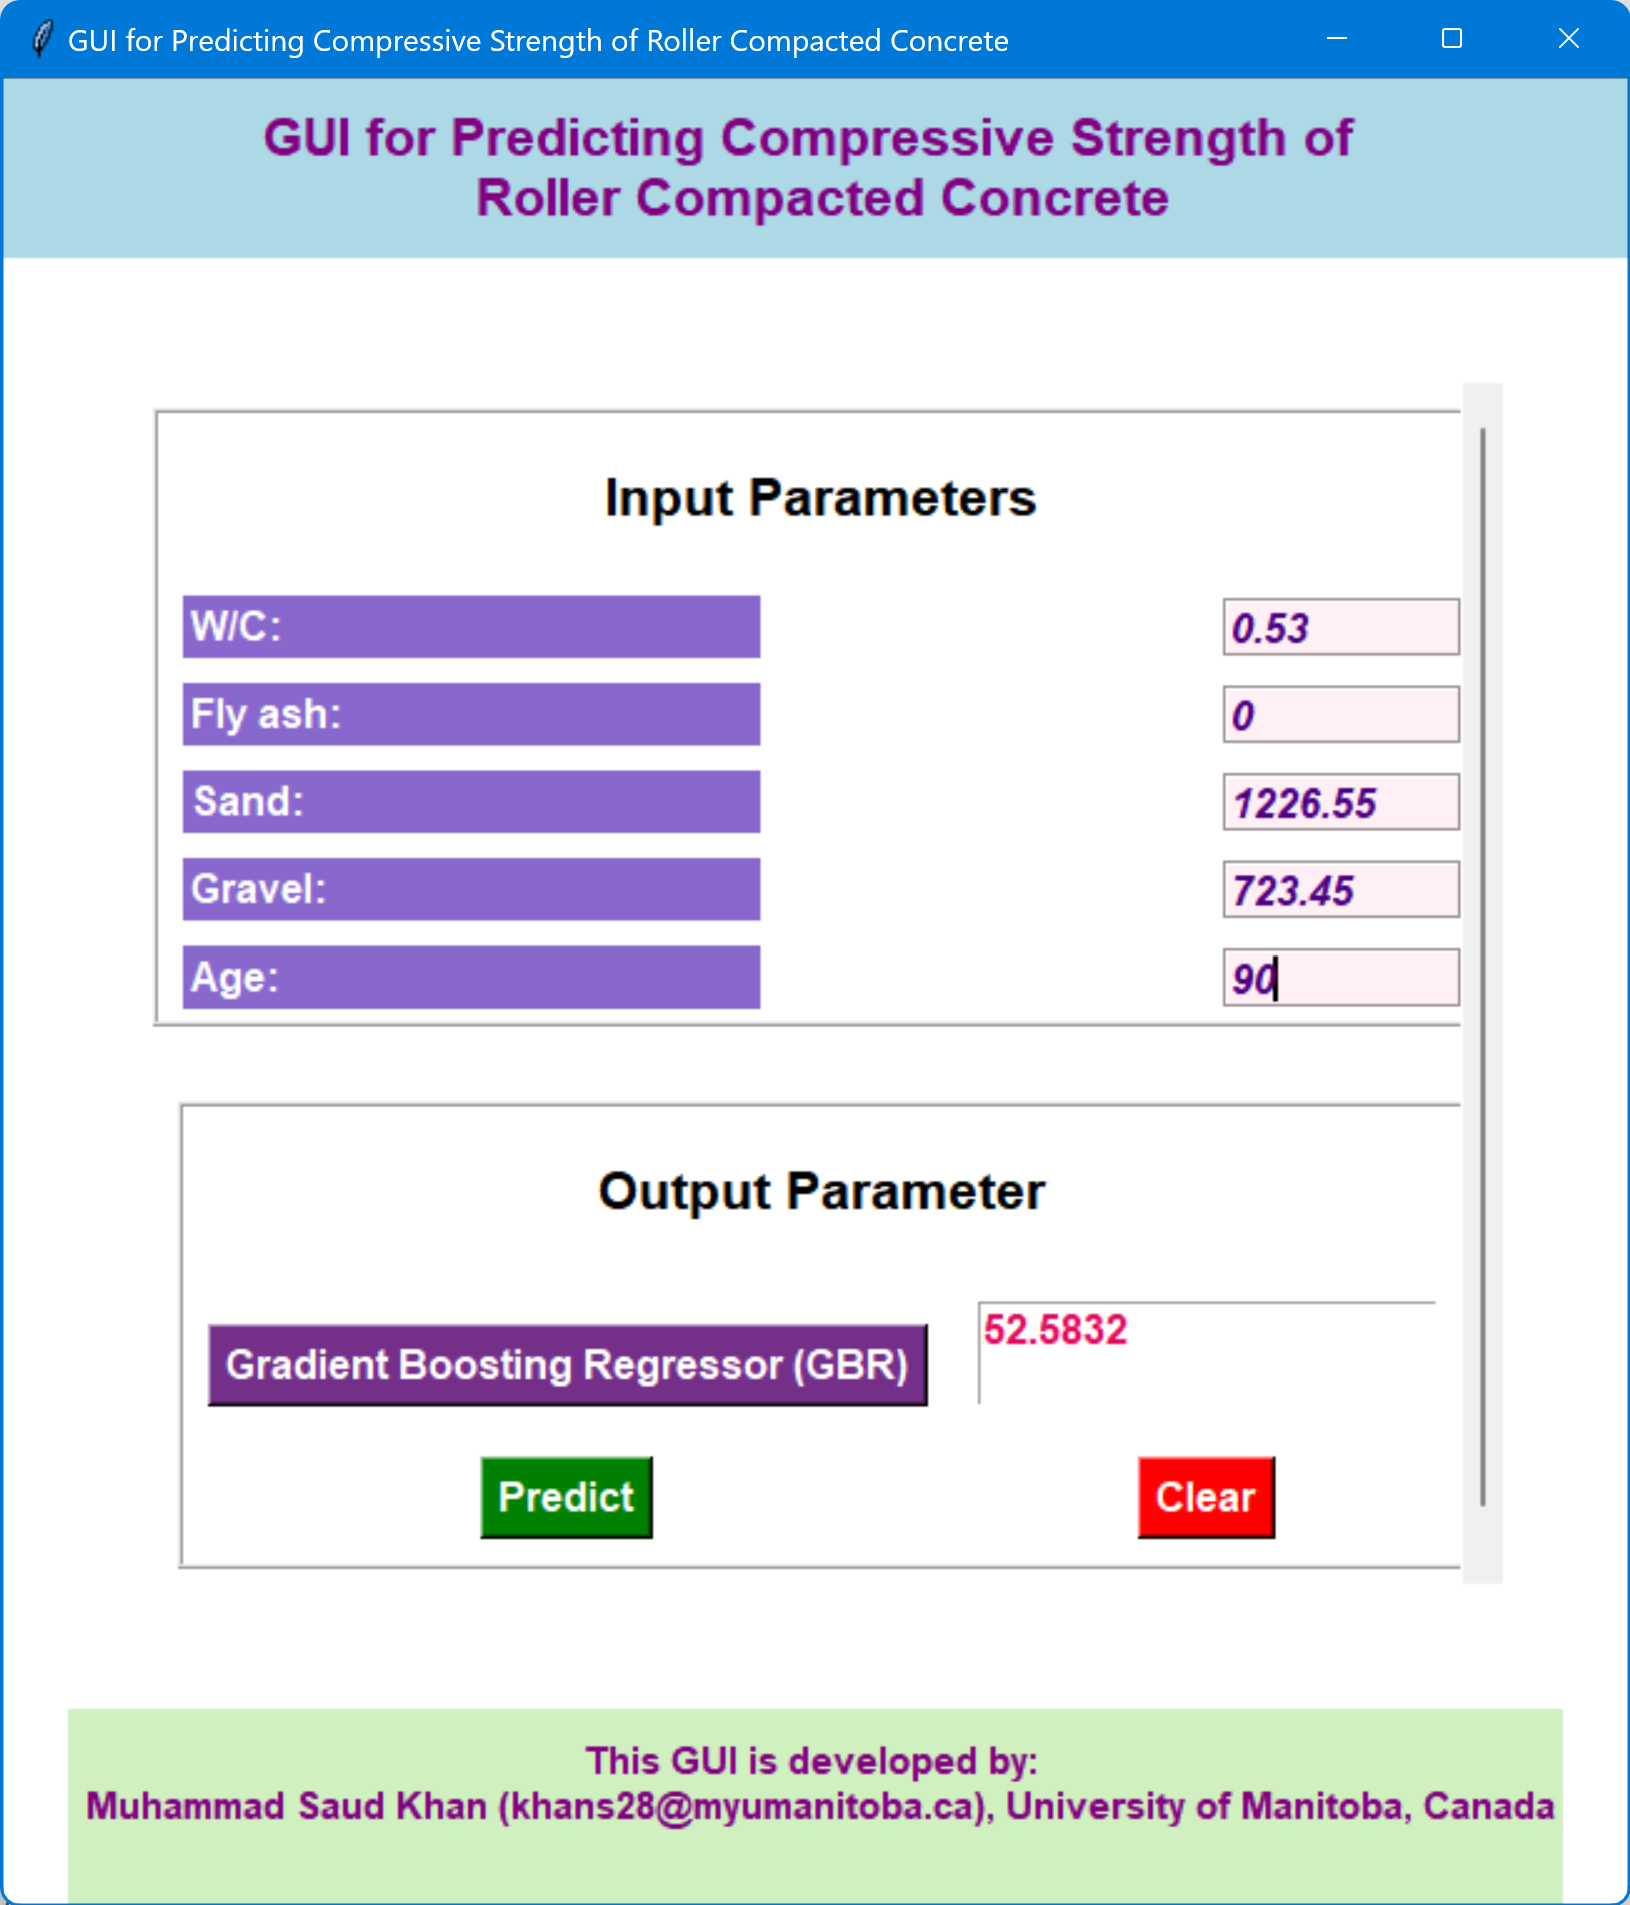 GUI for Predicting Compressive Strength of Roller Compacted Concrete
GUI for Predicting Compressive Strength of
Roller Compacted Concrete
Input Parameters
W/C: 0.53
Fly ash: 0
Sand: 1226.55
Gravel: 723.45
Age: 90
Output Parameter
Gradient Boosting Regressor (GBR) 52.5832
Predict Clear
This GUI is developed by:
Muhammad Saud Khan (khans28@myumanitoba.ca), University of Manitoba, Canada